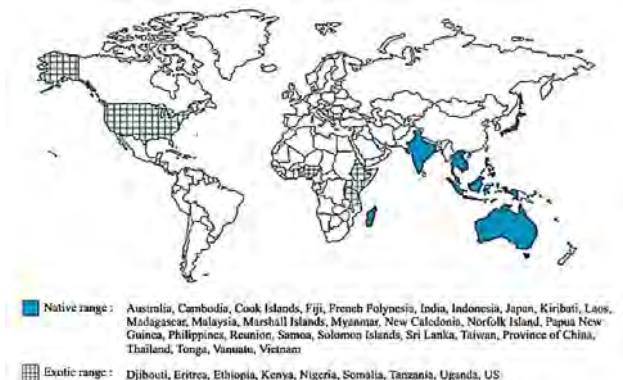 Native range : Australia, Cambodia, Cook Islands, Fiji, French Polynesia, India, Indonesia, Japan, Kiribati, Laos,
Madagascar, Malaysia, Marshall Islands, Myanmar, New Caledonia, Norfolk Island, Papua New
Guinea, Philippines, Reunion, Samoa, Solomon Islands, Sri Lanka, Taiwan, Province of China,
Thailand, Tonga, Vanuatu, Vietnam
Exotic range : Djibouti, Eritrea, Ethiopia, Kenya, Nigeria, Somalia, Tanzania, Uganda, US